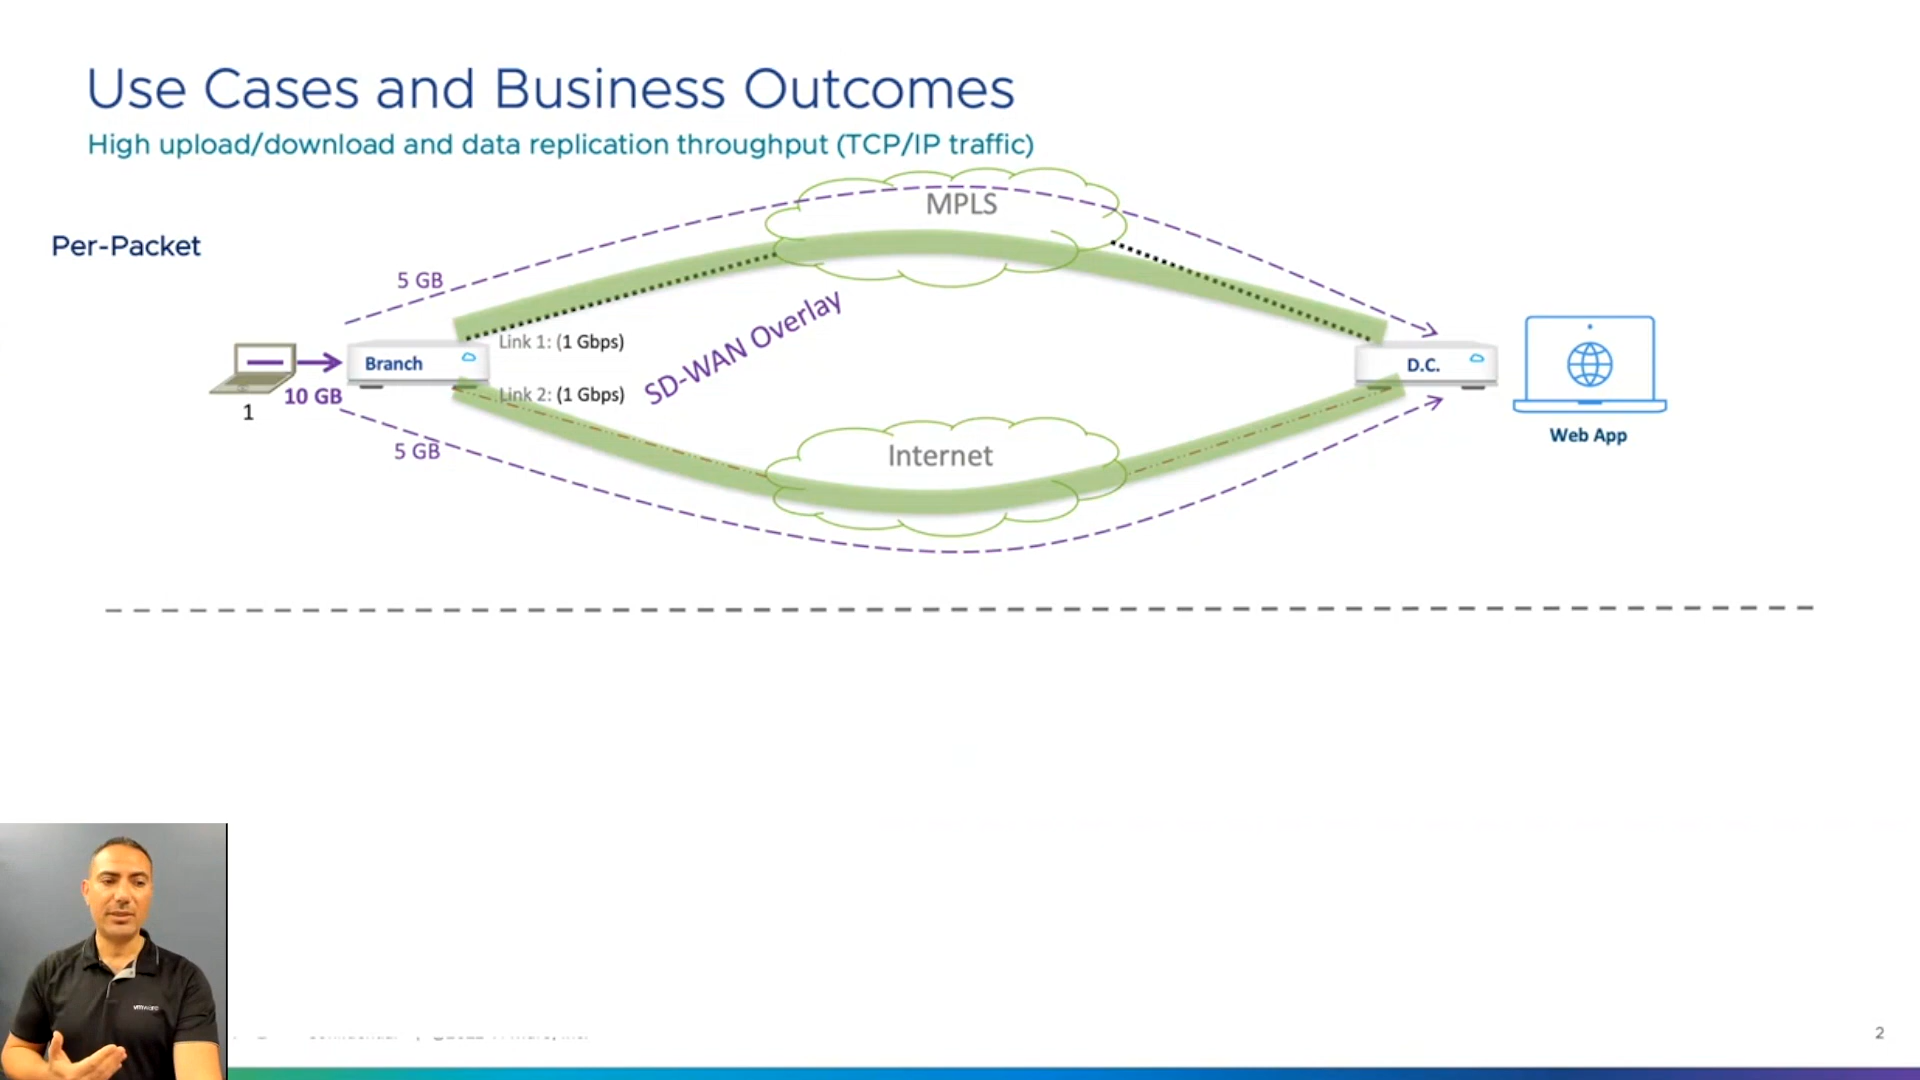 Use Cases and Business Outcomes
High upload/download and data replication throughput (TCP/IP traffic)
MPLS
Per-Packet
5 GB
SD-WAN Overlay
Link 1: (1 Gbps)
Branch
D.C.
Link 2: (1 Gbps)
10 GB
1
5 GB
Internet
Web App
vmware
2